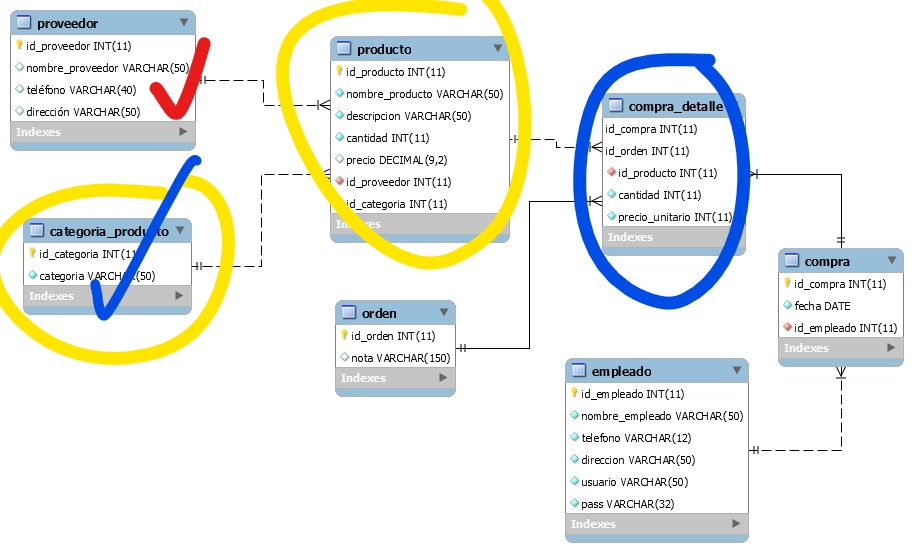 proveedor
id_proveedor INT(11)
nombre_proveedor VARCHAR(50)
teléfono VARCHAR(40)
dirección VARCHAR(50)
Indexes
producto
id_producto INT(11)
nombre_producto VARCHAR(50)
descripcion VARCHAR(50)
cantidad INT(11)
precio DECIMAL(9,2)
id_proveedor INT(11)
id_categoria INT(11)
Indexes
compra_detalle
id_compra INT(11)
id_orden INT(11)
id_producto INT(11)
cantidad INT(11)
precio_unitario INT(11)
Indexes
categoria_producto
id_categoria INT(11)
categoria VARCHAR(50)
Indexes
compra
id_compra INT(11)
fecha DATE
id_empleado INT(11)
Indexes
orden
id_orden INT(11)
nota VARCHAR(150)
Indexes
empleado
id_empleado INT(11)
nombre_empleado VARCHAR(50)
telefono VARCHAR(12)
direccion VARCHAR(50)
usuario VARCHAR(50)
pass VARCHAR(32)
Indexes